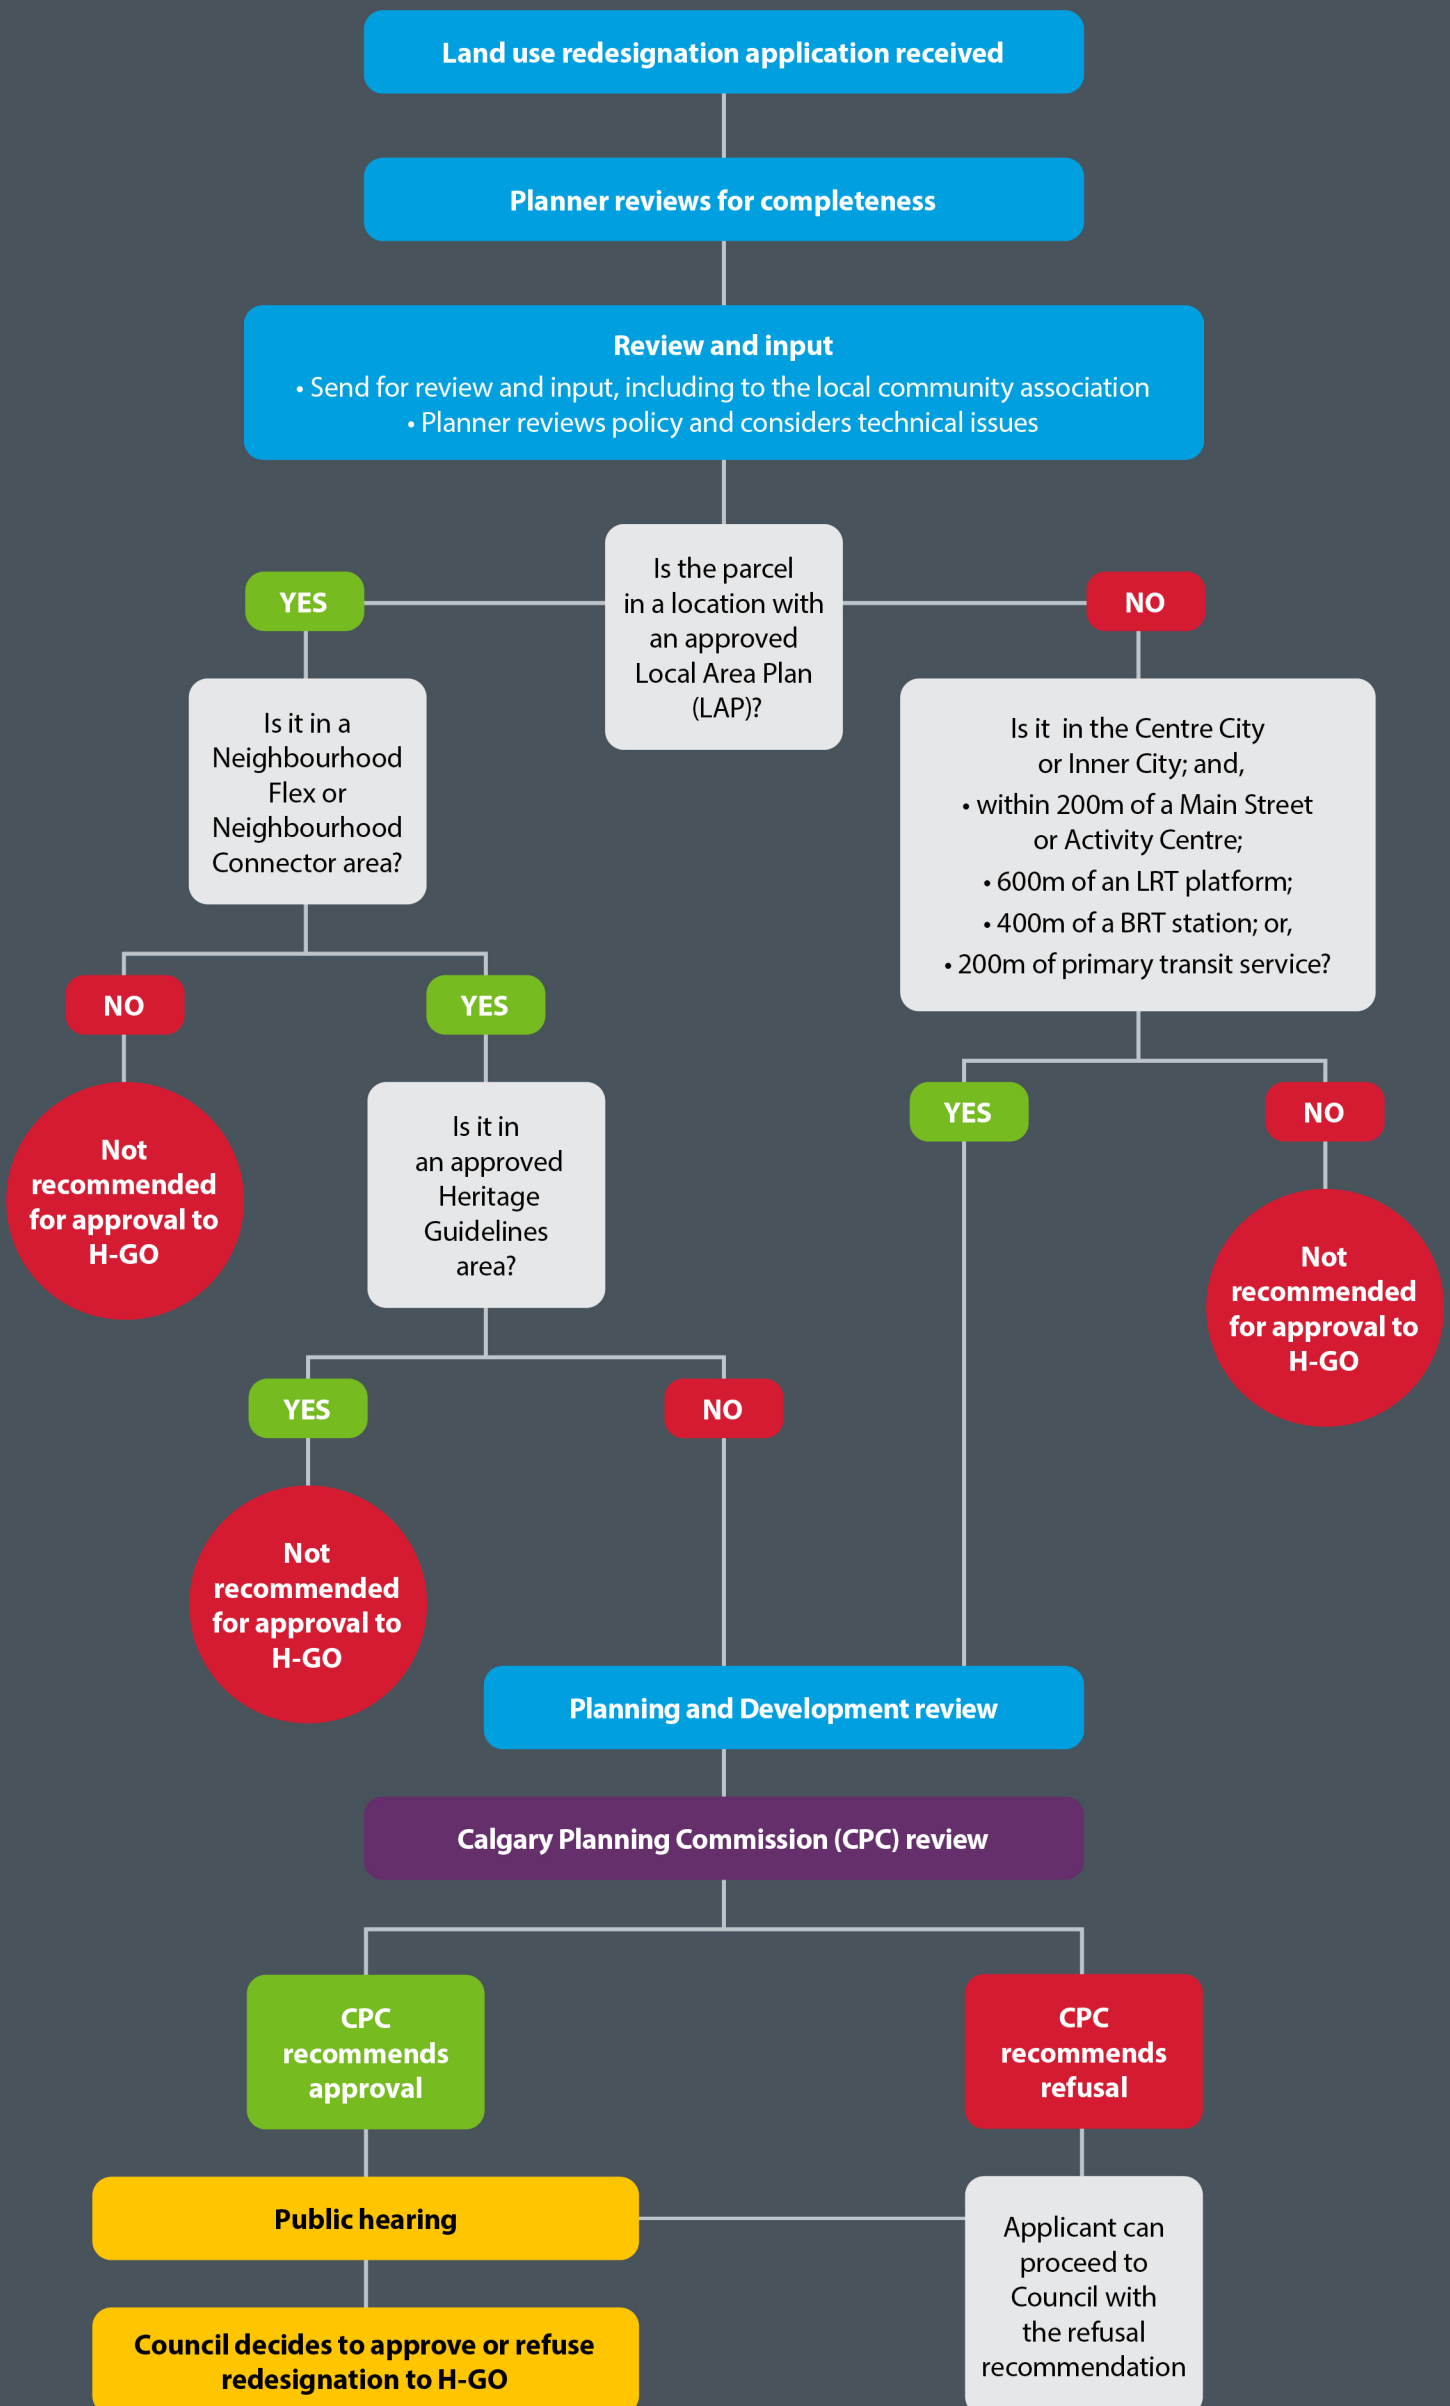 Land use redesignation application received
Planner reviews for completeness
Review and input
• Send for review and input, including to the local community association
• Planner reviews policy and considers technical issues
Is the parcel
in a location with
an approved
Local Area Plan
(LAP)?
YES
NO
Is it in a
Neighbourhood
Flex or
Neighbourhood
Connector area?
Is it in the Centre City
or Inner City; and,
• within 200m of a Main Street
or Activity Centre;
• 600m of an LRT platform;
• 400m of a BRT station; or,
• 200m of primary transit service?
NO
YES
Not
recommended
for approval to
H-GO
Is it in
an approved
Heritage
Guidelines
area?
YES
NO
Not
recommended
for approval to
H-GO
YES
NO
Not
recommended
for approval to
H-GO
Planning and Development review
Calgary Planning Commission (CPC) review
CPC
recommends
approval
CPC
recommends
refusal
Public hearing
Applicant can
proceed to
Council with
the refusal
recommendation
Council decides to approve or refuse
redesignation to H-GO